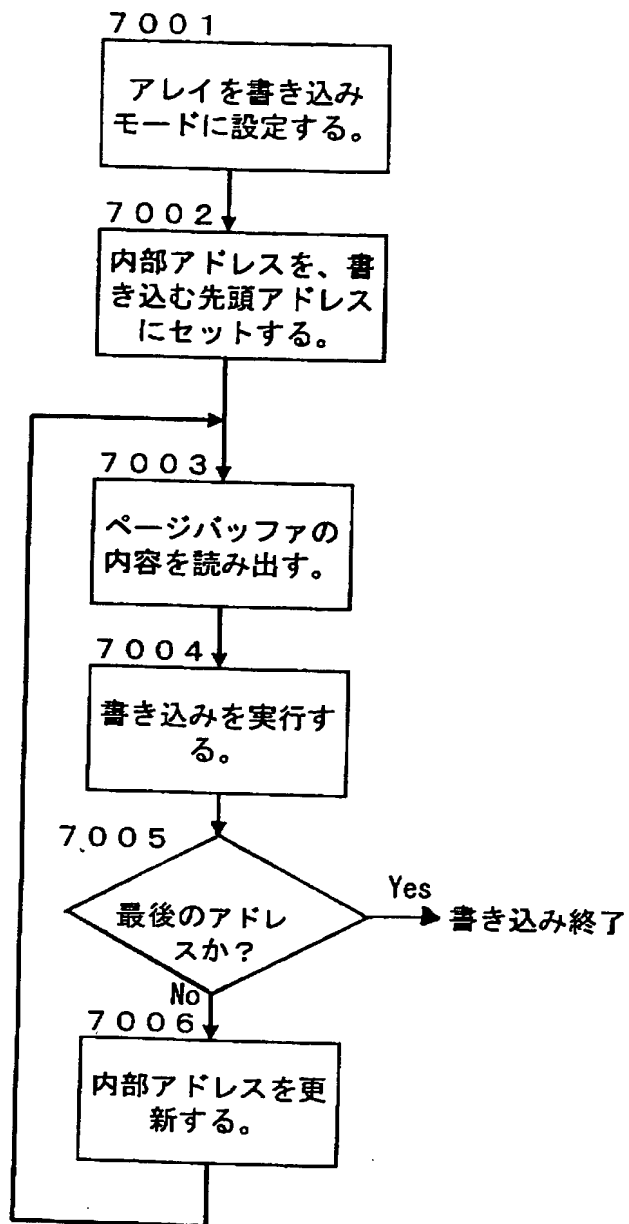 7001
アレイを書き込み
モードに設定する。
7002
内部アドレスを、書
き込む先頭アドレス
にセットする。
7003
ページバッファの
内容を読み出す。
7004
書き込みを実行す
る。
7005
最後のアドレ
スか?
Yes
書き込み終了
No
7006
内部アドレスを更
新する。